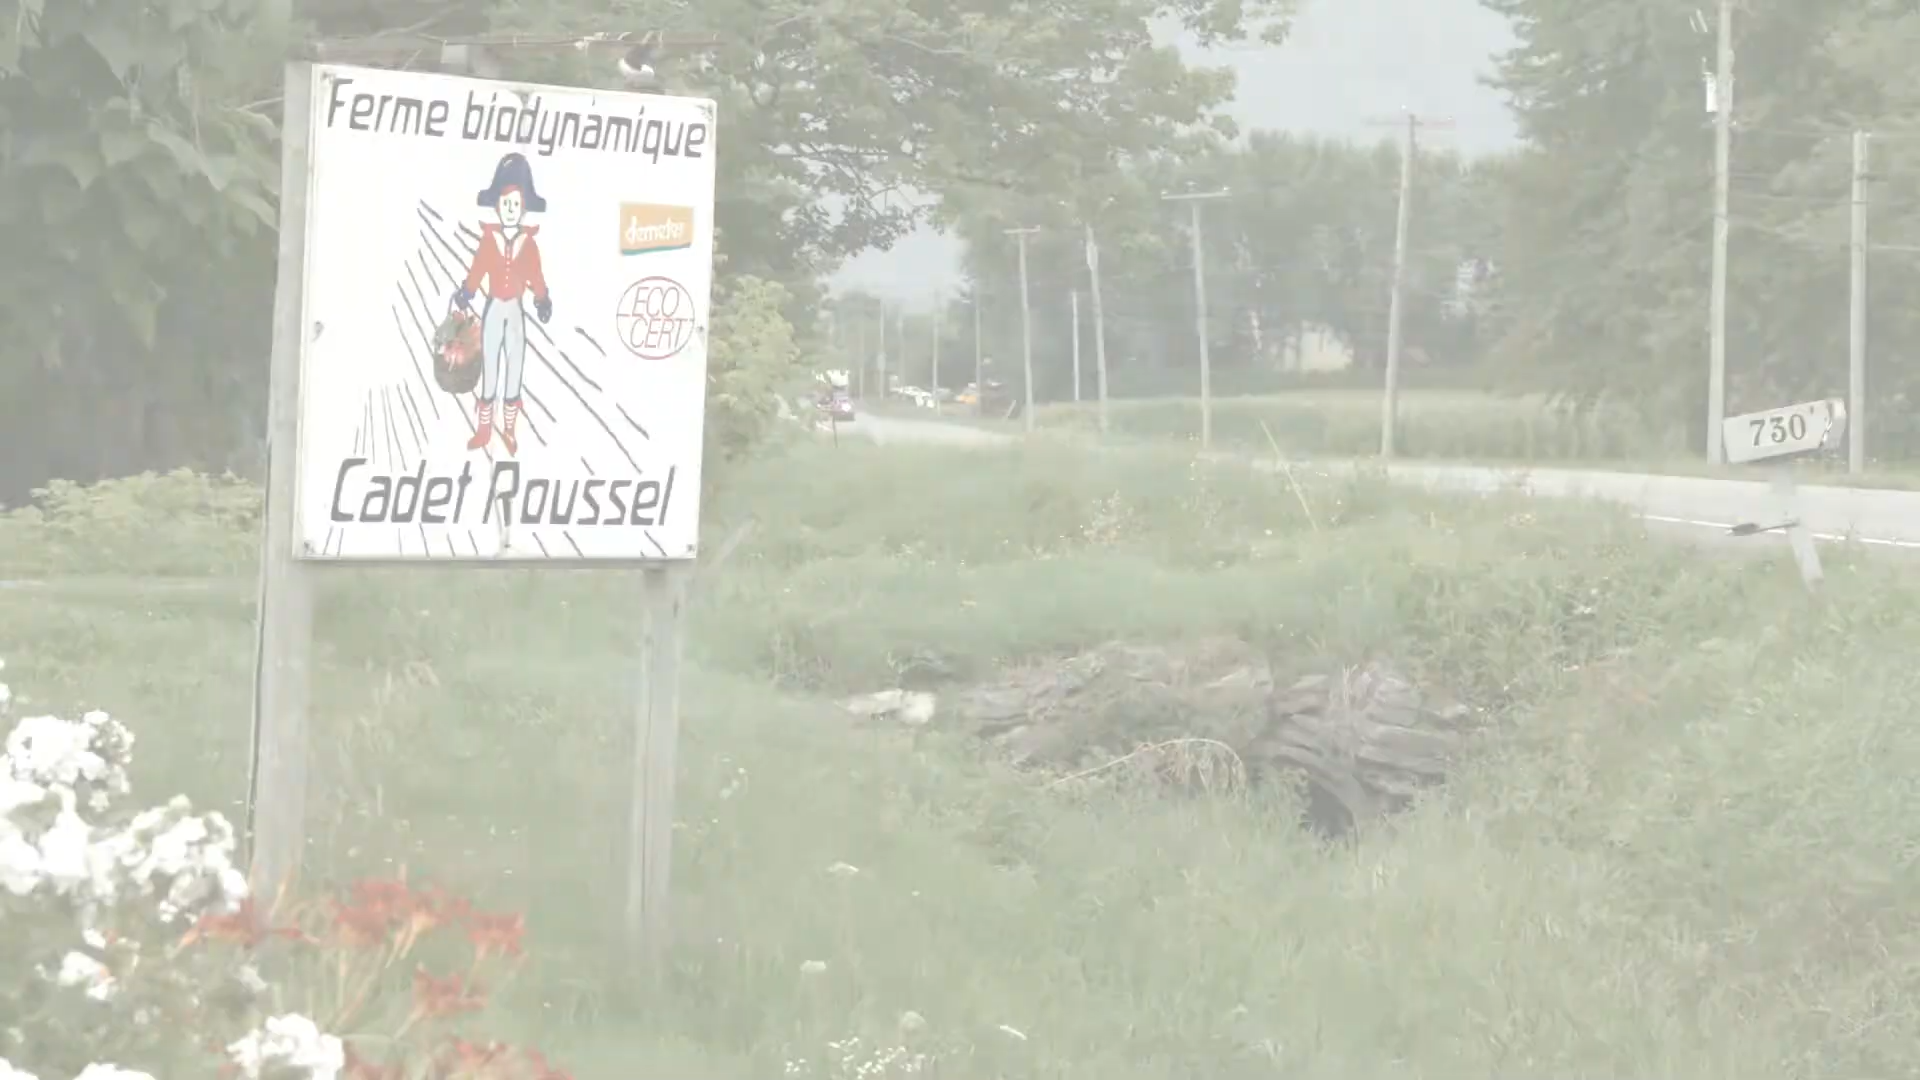 Ferme biodynamique
demeter
ECO
CERT
Cadet Roussel
730